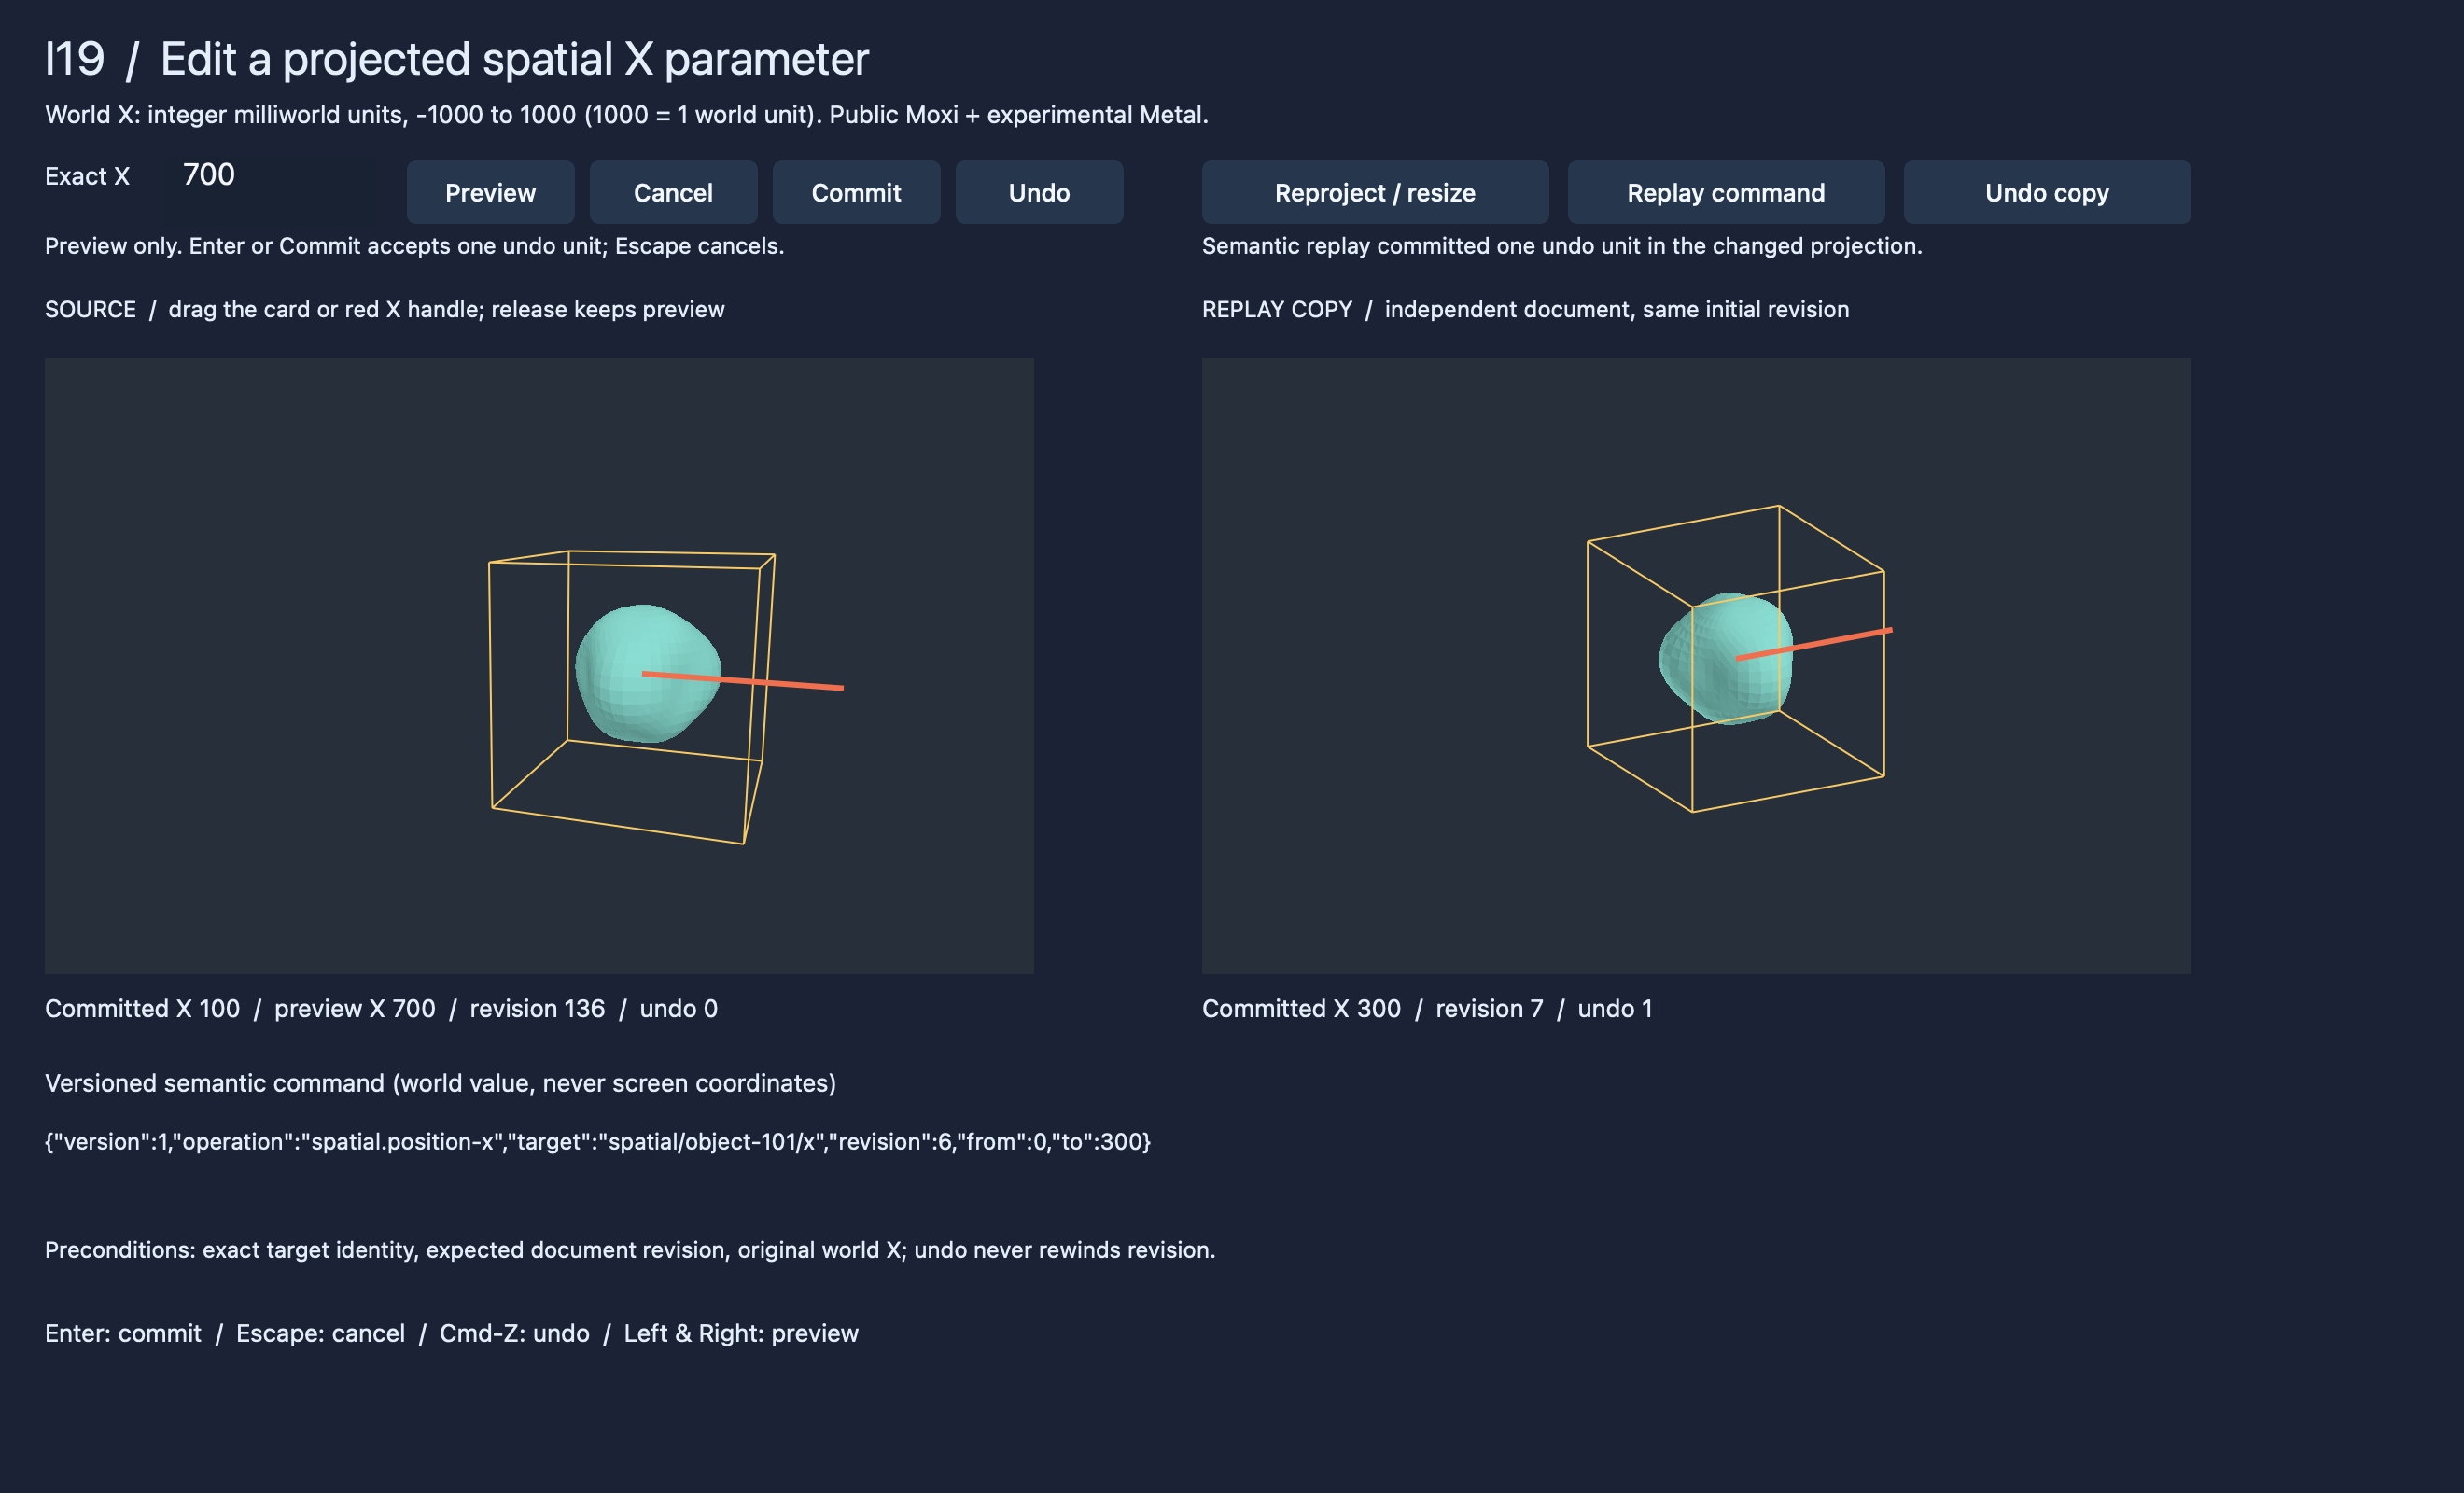 I19 / Edit a projected spatial X parameter
World X: integer milliworld units, -1000 to 1000 (1000 = 1 world unit). Public Moxi + experimental Metal.
Exact X 700 Preview Cancel Commit Undo Reproject / resize Replay command Undo copy
Preview only. Enter or Commit accepts one undo unit; Escape cancels.
Semantic replay committed one undo unit in the changed projection.
SOURCE / drag the card or red X handle; release keeps preview
REPLAY COPY / independent document, same initial revision
Committed X 100 / preview X 700 / revision 136 / undo 0
Committed X 300 / revision 7 / undo 1
Versioned semantic command (world value, never screen coordinates)
{"version":1,"operation":"spatial.position-x","target":"spatial/object-101/x","revision":6,"from":0,"to":300}
Preconditions: exact target identity, expected document revision, original world X; undo never rewinds revision.
Enter: commit / Escape: cancel / Cmd-Z: undo / Left & Right: preview